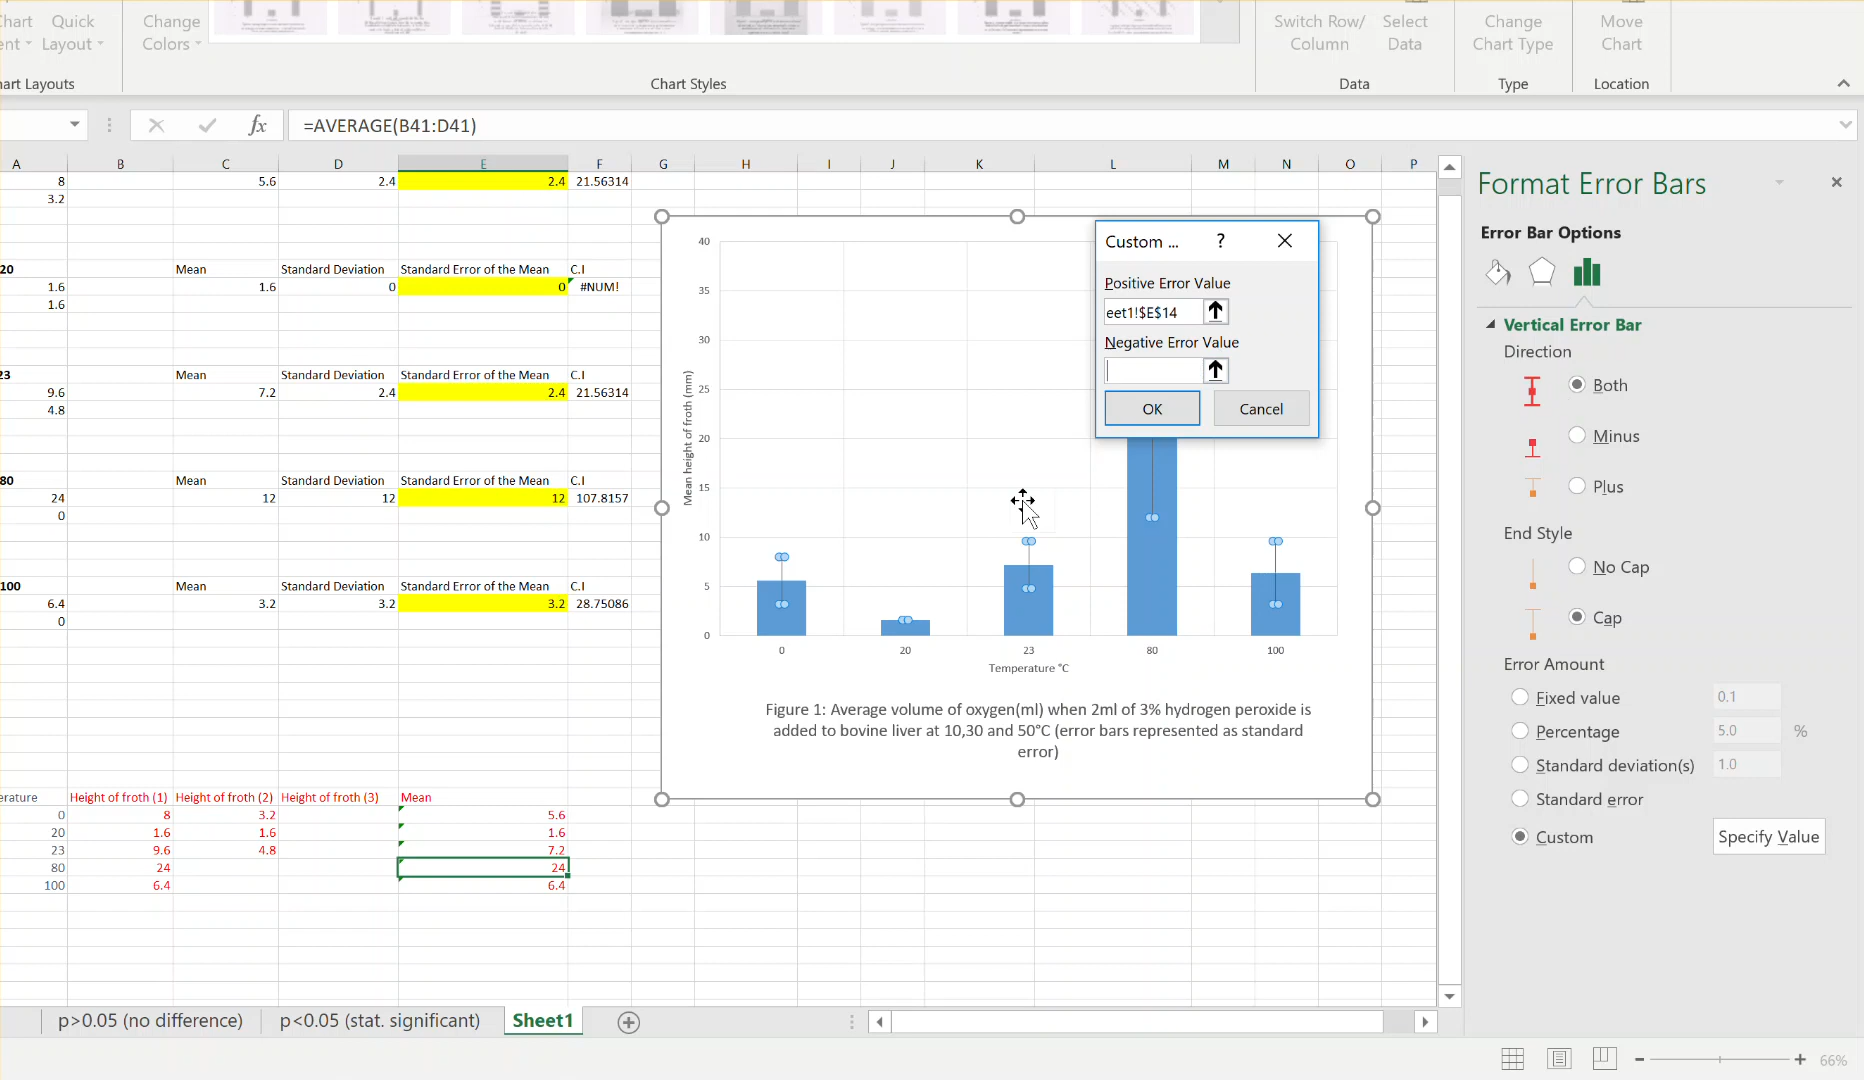 Chart Quick Change Switch Row/ Select Change Move
Layout Colors Column Data Chart Type Chart
Chart Layouts Chart Styles Data Type Location
fx =AVERAGE(B41:D41)
A B C D E F G H I J K L M N O P
8 5.6 2.4 2.4 21.56314
3.2
20 Mean Standard Deviation Standard Error of the Mean C.I
1.6 1.6 0 0 #NUM!
1.6
23 Mean Standard Deviation Standard Error of the Mean C.I
9.6 7.2 2.4 2.4 21.56314
4.8
80 Mean Standard Deviation Standard Error of the Mean C.I
24 12 12 12 107.8157
0
100 Mean Standard Deviation Standard Error of the Mean C.I
6.4 3.2 3.2 3.2 28.75086
0
erature Height of froth (1) Height of froth (2) Height of froth (3) Mean
0 8 3.2 5.6
20 1.6 1.6 1.6
23 9.6 4.8 7.2
80 24 24
100 6.4 6.4
40
35
30
25
20
15
10
5
0
Mean height of froth (mm)
0 20 23 80 100
Temperature °C
Figure 1: Average volume of oxygen(ml) when 2ml of 3% hydrogen peroxide is
added to bovine liver at 10,30 and 50°C (error bars represented as standard
error)
Custom ... ?
Positive Error Value
eet1!$E$14
Negative Error Value
OK Cancel
Format Error Bars
Error Bar Options
Vertical Error Bar
Direction
Both
Minus
Plus
End Style
No Cap
Cap
Error Amount
Fixed value 0.1
Percentage 5.0 %
Standard deviation(s) 1.0
Standard error
Custom Specify Value
p>0.05 (no difference) p<0.05 (stat. significant) Sheet1
66%